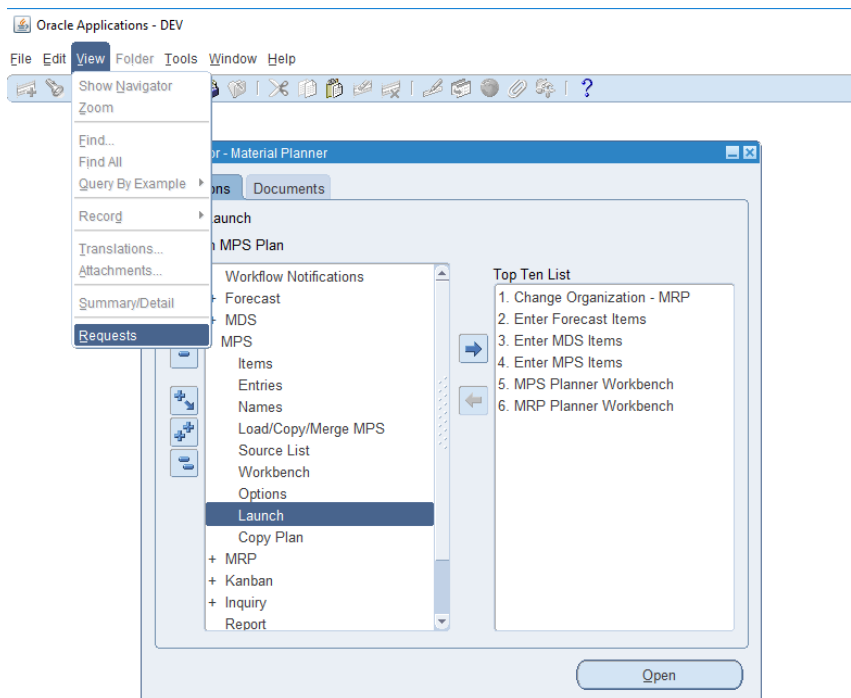 Oracle Applications - DEV
File Edit View Folder Tools Window Help
Show Navigator
Zoom
Find...
Find All
Query By Example
Record
Translations...
Attachments...
Summary/Detail
Requests
or - Material Planner
ons Documents
aunch
MPS Plan
Workflow Notifications
+ Forecast
+ MDS
MPS
Items
Entries
Names
Load/Copy/Merge MPS
Source List
Workbench
Options
Launch
Copy Plan
+ MRP
+ Kanban
+ Inquiry
Report
Top Ten List
1. Change Organization - MRP
2. Enter Forecast Items
3. Enter MDS Items
4. Enter MPS Items
5. MPS Planner Workbench
6. MRP Planner Workbench
Open